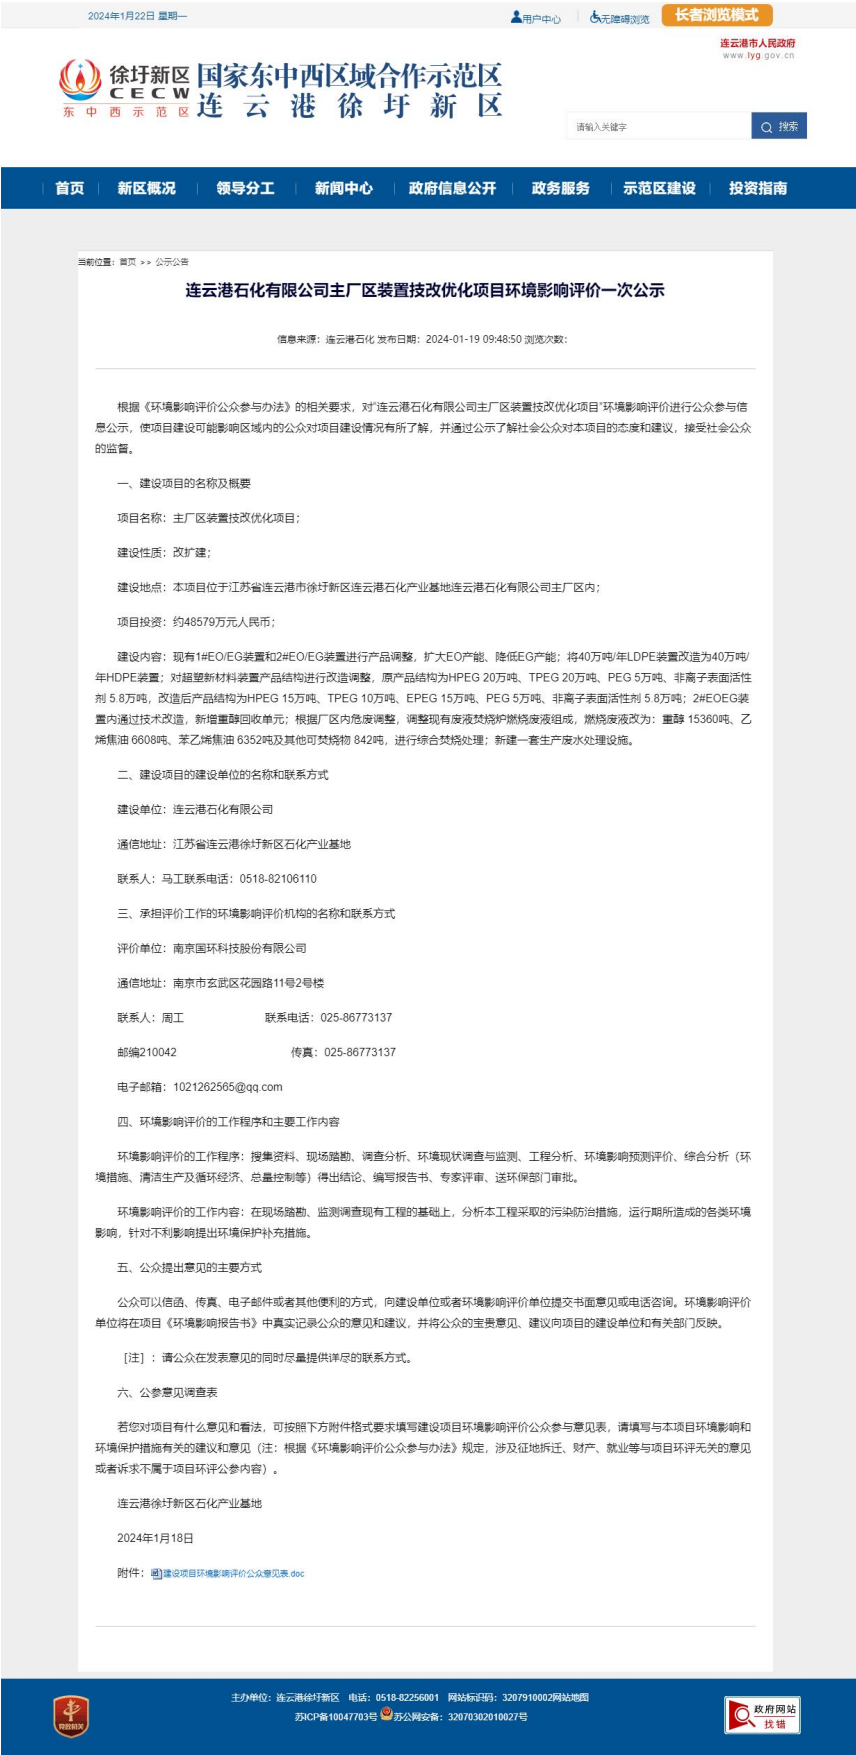 2024年1月22日 星期一
用户中心
无障碍浏览
长者浏览模式
连云港市人民政府
www.lyg.gov.cn
徐圩新区
CECW
东中西示范区
国家东中西区域合作示范区
连云港徐圩新区
请输入关键字
搜索
首页
新区概况
领导分工
新闻中心
政府信息公开
政务服务
示范区建设
投资指南
当前位置：首页 >> 公示公告
连云港石化有限公司主厂区装置技改优化项目环境影响评价一次公示
信息来源：连云港石化 发布日期：2024-01-19 09:48:50 浏览次数：
根据《环境影响评价公众参与办法》的相关要求，对“连云港石化有限公司主厂区装置技改优化项目”环境影响评价进行公众参与信
息公示，使项目建设可能影响区域内的公众对项目建设情况有所了解，并通过公示了解社会公众对本项目的态度和建议，接受社会公众
的监督。
一、建设项目的名称及概要
项目名称：主厂区装置技改优化项目；
建设性质：改扩建；
建设地点：本项目位于江苏省连云港市徐圩新区连云港石化产业基地连云港石化有限公司主厂区内；
项目投资：约48579万元人民币；
建设内容：现有1#EO/EG装置和2#EO/EG装置进行产品调整，扩大EO产能、降低EG产能；将40万吨/年LDPE装置改造为40万吨/
年HDPE装置；对超塑新材料装置产品结构进行改造调整，原产品结构为HPEG 20万吨、TPEG 20万吨、PEG 5万吨、非离子表面活性
剂 5.8万吨，改造后产品结构为HPEG 15万吨、TPEG 10万吨、EPEG 15万吨、PEG 5万吨、非离子表面活性剂 5.8万吨；2#EOEG装
置内通过技术改造，新增重醇回收单元；根据厂区内危废调整，调整现有废液焚烧炉燃烧废液组成，燃烧废液改为：重醇 15360吨、乙
烯焦油 6608吨、苯乙烯焦油 6352吨及其他可焚烧物 842吨，进行综合焚烧处理；新建一套生产废水处理设施。
二、建设项目的建设单位的名称和联系方式
建设单位：连云港石化有限公司
通信地址：江苏省连云港徐圩新区石化产业基地
联系人：马工联系电话：0518-82106110
三、承担评价工作的环境影响评价机构的名称和联系方式
评价单位：南京国环科技股份有限公司
通信地址：南京市玄武区花园路11号2号楼
联系人：周工 联系电话：025-86773137
邮编210042 传真：025-86773137
电子邮箱：1021262565@qq.com
四、环境影响评价的工作程序和主要工作内容
环境影响评价的工作程序：搜集资料、现场踏勘、调查分析、环境现状调查与监测、工程分析、环境影响预测评价、综合分析（环
境措施、清洁生产及循环经济、总量控制等）得出结论、编写报告书、专家评审、送环保部门审批。
环境影响评价的工作内容：在现场踏勘、监测调查现有工程的基础上，分析本工程采取的污染防治措施，运行期所造成的各类环境
影响，针对不利影响提出环境保护补充措施。
五、公众提出意见的主要方式
公众可以信函、传真、电子邮件或者其他便利的方式，向建设单位或者环境影响评价单位提交书面意见或电话咨询。环境影响评价
单位将在项目《环境影响报告书》中真实记录公众的意见和建议，并将公众的宝贵意见、建议向项目的建设单位和有关部门反映。
［注］：请公众在发表意见的同时尽量提供详尽的联系方式。
六、公参意见调查表
若您对项目有什么意见和看法，可按照下方附件格式要求填写建设项目环境影响评价公众参与意见表，请填写与本项目环境影响和
环境保护措施有关的建议和意见（注：根据《环境影响评价公众参与办法》规定，涉及征地拆迁、财产、就业等与项目环评无关的意见
或者诉求不属于项目环评公参内容）。
连云港徐圩新区石化产业基地
2024年1月18日
附件：建设项目环境影响评价公众意见表.doc
主办单位：连云港徐圩新区 电话：0518-82256001 网站标识码：3207910002网站地图
苏ICP备10047703号 苏公网安备：32070302010027号
党政机关
政府网站
找错